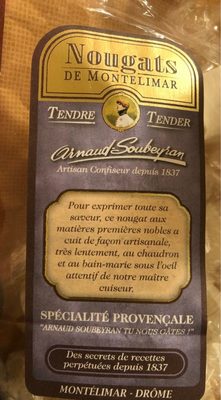 Nougats
DE MONTÉLIMAR
TENDRE TENDER
Arnaud Soubeyran
Artisan Confiseur depuis 1837
Pour exprimer toute sa
saveur, ce nougat aux
matières premières nobles a
cuit de façon artisanale,
très lentement, au chaudron
et au bain-marie sous l'oeil
attentif de notre maître
cuiseur.
SPÉCIALITÉ PROVENÇALE
"ARNAUD SOUBEYRAN TU NOUS GÂTES !"
Des secrets de recettes
perpétuées depuis 1837
MONTÉLIMAR - DRÔME